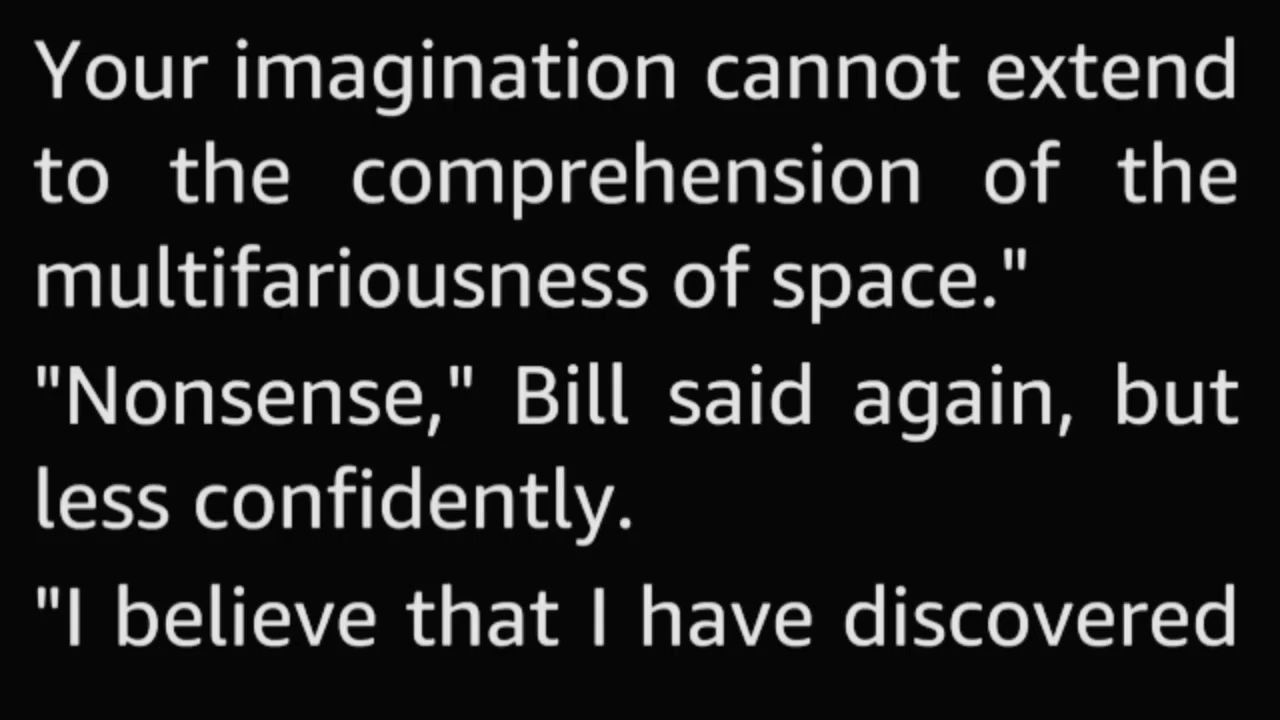 Your imagination cannot extend
to the comprehension of the
multifariousness of space."
"Nonsense," Bill said again, but
less confidently.
"I believe that I have discovered